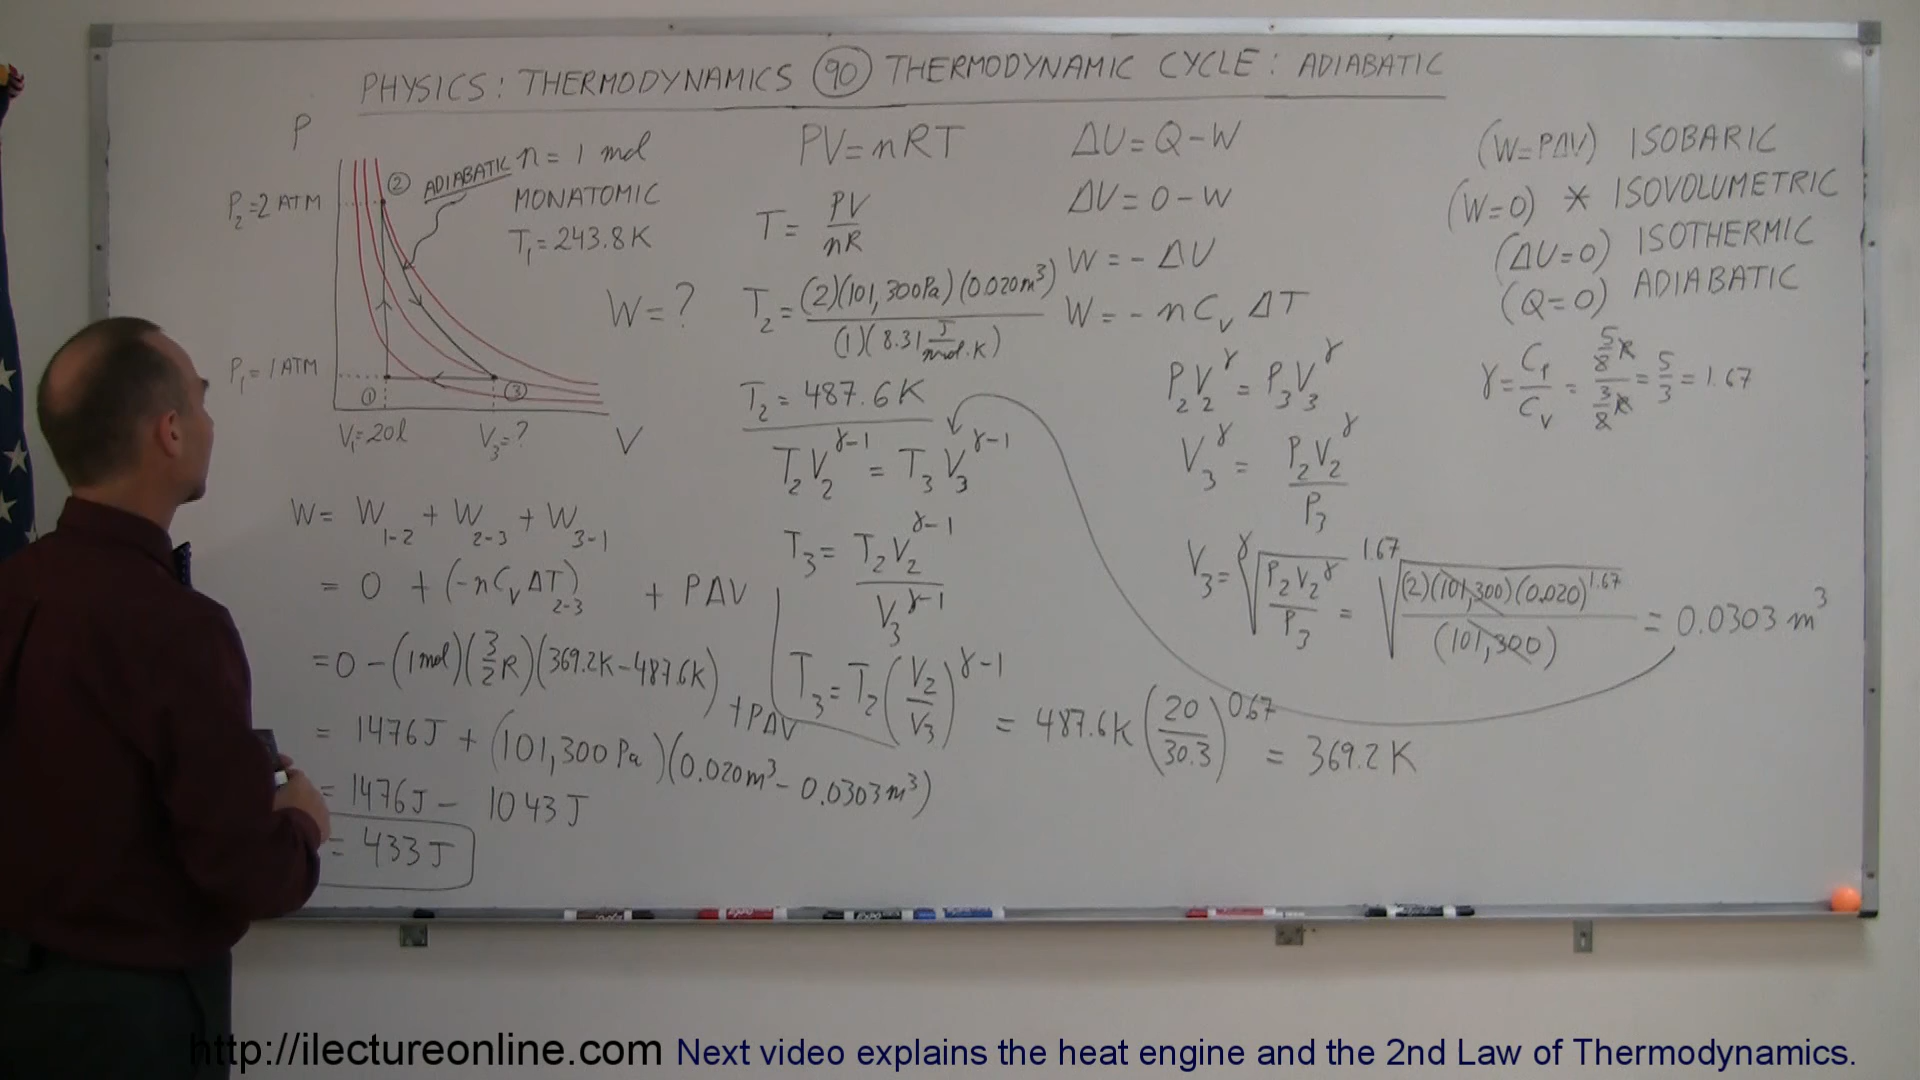 PHYSICS: THERMODYNAMICS 90 THERMODYNAMIC CYCLE: ADIABATIC
P
P₂=2 ATM
P₁=1 ATM
② ADIABATIC
①
③
V₁=20l
V₃=?
V
n = 1 mol
MONATOMIC
T₁=243.8K
W=?
W= W₁₋₂ + W₂₋₃ + W₃₋₁
= 0 + (-nCᵥΔT)₂₋₃ + PΔV
=0-(1mol)(3/2 R)(369.2K-487.6K) +PΔV
= 1476J + (101,300 Pa)(0.020m³-0.0303m³)
=1476J - 1043J
= 433J
PV=nRT
T= PV/nR
T₂= (2)(101,300Pa)(0.020m³)/(1)(8.31 J/mol·K)
T₂ = 487.6K
T₂V₂^γ-1 = T₃V₃^γ-1
T₃= T₂V₂^γ-1/V₃^γ-1
T₃=T₂(V₂/V₃)^γ-1 = 487.6K(20/30.3)^0.67 = 369.2K
ΔU=Q-W
ΔU=0-W
W=-ΔU
W=-nCᵥΔT
P₂V₂^γ=P₃V₃^γ
V₃^γ = P₂V₂^γ/P₃
V₃= ^γ√(P₂V₂^γ/P₃) = ^1.67√((2)(101,300)(0.020)^1.67/(101,300)) = 0.0303 m³
(W=PΔV) ISOBARIC
(W=0) * ISOVOLUMETRIC
(ΔU=0) ISOTHERMIC
(Q=0) ADIABATIC
γ= Cₚ/Cᵥ = (5/8 R)/(3/8 R) = 5/3 = 1.67
http://ilectureonline.com Next video explains the heat engine and the 2nd Law of Thermodynamics.